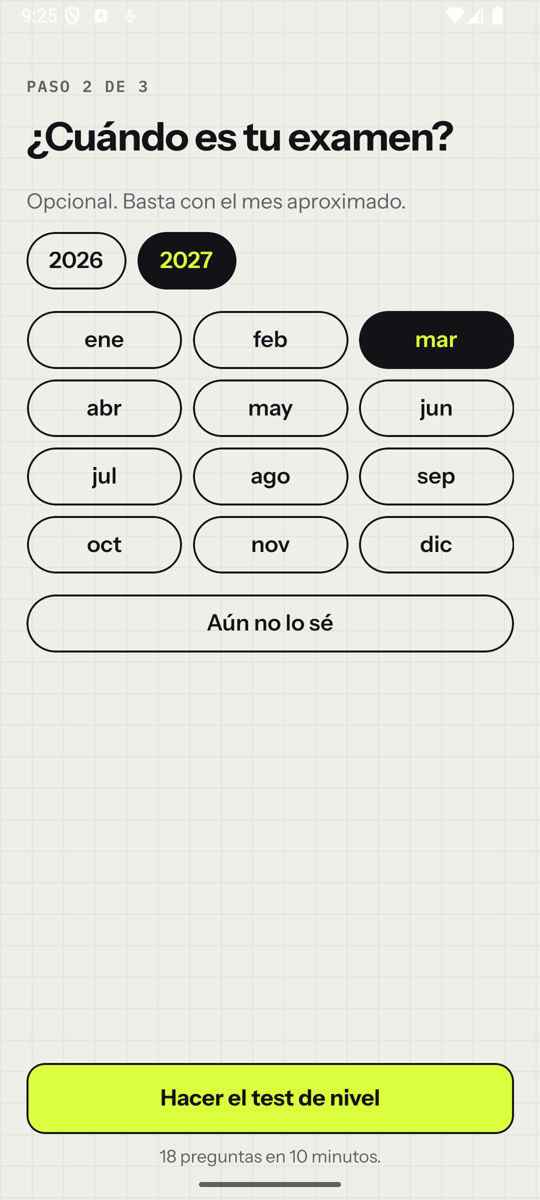 9:25
PASO 2 DE 3
¿Cuándo es tu examen?
Opcional. Basta con el mes aproximado.
2026 2027
ene feb mar
abr may jun
jul ago sep
oct nov dic
Aún no lo sé
Hacer el test de nivel
18 preguntas en 10 minutos.